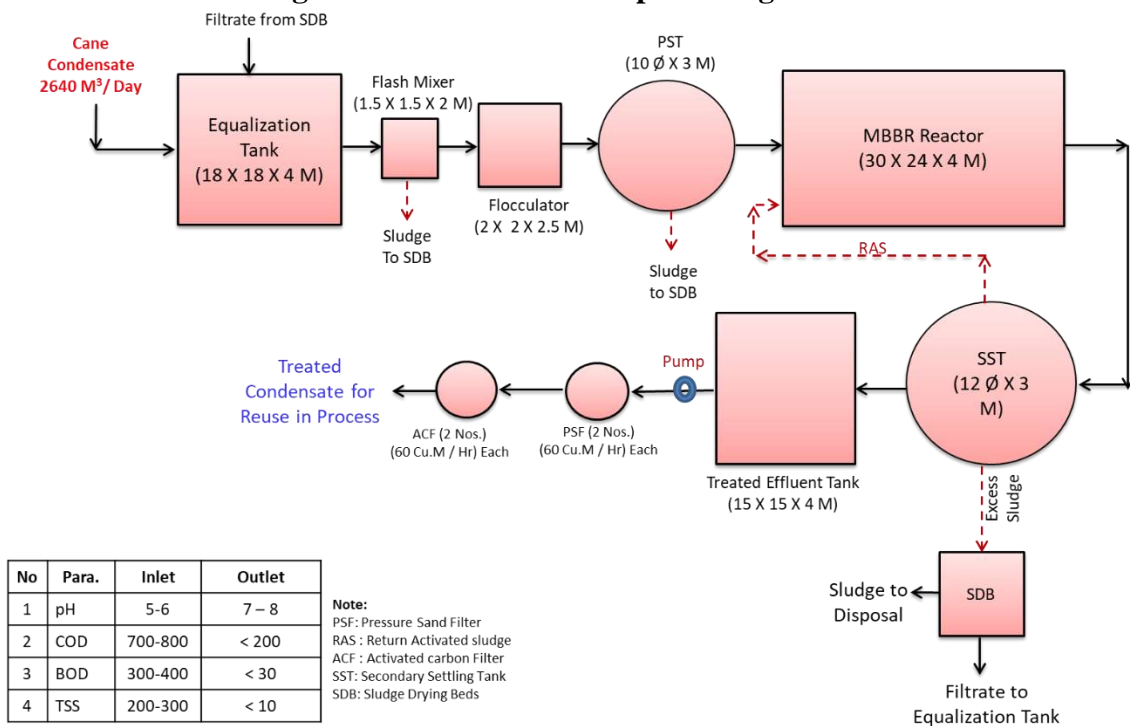 Filtrate from SDB
Cane
Condensate
2640 M³/ Day
Equalization
Tank
(18 X 18 X 4 M)
Flash Mixer
(1.5 X 1.5 X 2 M)
Sludge
To SDB
Flocculator
(2 X 2 X 2.5 M)
PST
(10 Ø X 3 M)
Sludge
to SDB
MBBR Reactor
(30 X 24 X 4 M)
RAS
SST
(12 Ø X 3
M)
Treated Effluent Tank
(15 X 15 X 4 M)
Pump
PSF (2 Nos.)
(60 Cu.M / Hr) Each
ACF (2 Nos.)
(60 Cu.M / Hr) Each
Treated
Condensate for
Reuse in Process
Excess
Sludge
SDB
Sludge to
Disposal
Filtrate to
Equalization Tank
No Para. Inlet Outlet
1 pH 5-6 7 – 8
2 COD 700-800 < 200
3 BOD 300-400 < 30
4 TSS 200-300 < 10
Note:
PSF: Pressure Sand Filter
RAS : Return Activated sludge
ACF : Activated carbon Filter
SST: Secondary Settling Tank
SDB: Sludge Drying Beds